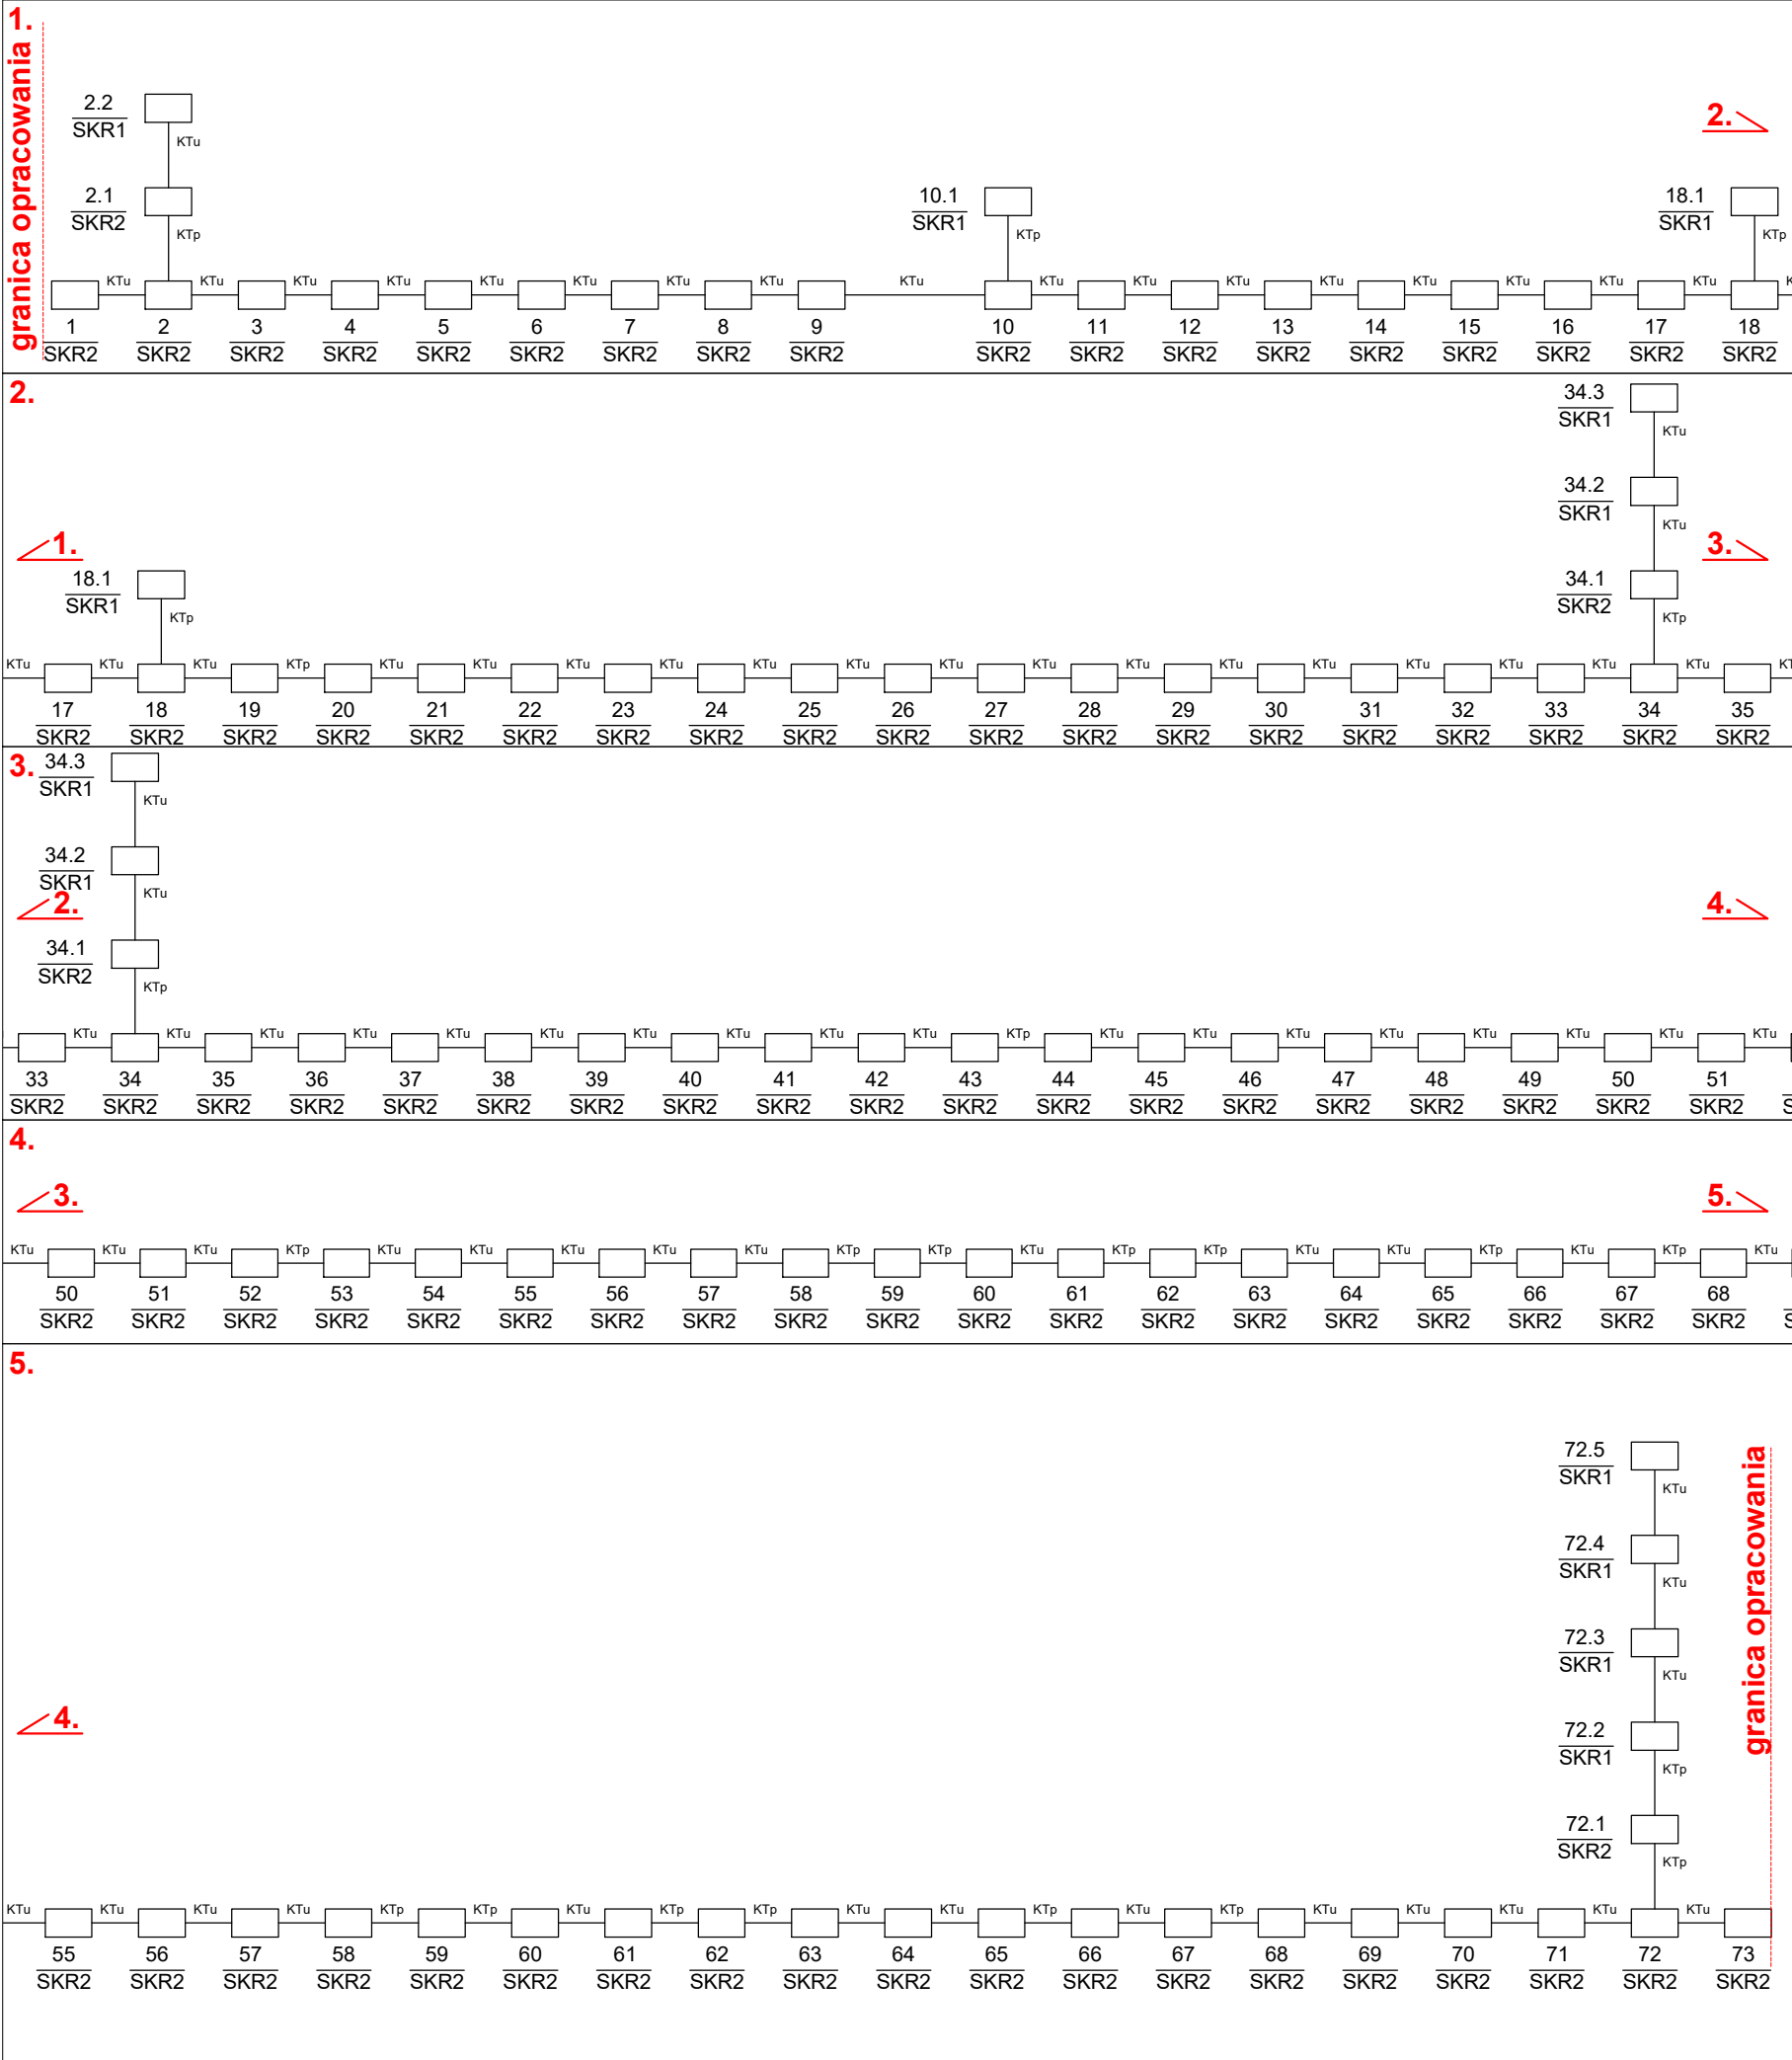 1.
granica opracowania
2.2
SKR1
KTu
2.
2.1
SKR2
KTp
10.1
SKR1
KTp
18.1
SKR1
KTp
KTu KTu KTu KTu KTu KTu KTu KTu KTu KTu KTu KTu KTu KTu KTu KTu KTu
1 2 3 4 5 6 7 8 9 10 11 12 13 14 15 16 17 18
SKR2 SKR2 SKR2 SKR2 SKR2 SKR2 SKR2 SKR2 SKR2 SKR2 SKR2 SKR2 SKR2 SKR2 SKR2 SKR2 SKR2 SKR2
2.
34.3
SKR1
KTu
34.2
SKR1
KTu
1.
3.
18.1
SKR1
KTp
34.1
SKR2
KTp
KTu KTu KTu KTp KTu KTu KTu KTu KTu KTu KTu KTu KTu KTu KTu KTu KTu KTu KTu
17 18 19 20 21 22 23 24 25 26 27 28 29 30 31 32 33 34 35
SKR2 SKR2 SKR2 SKR2 SKR2 SKR2 SKR2 SKR2 SKR2 SKR2 SKR2 SKR2 SKR2 SKR2 SKR2 SKR2 SKR2 SKR2 SKR2
3.
34.3
SKR1
KTu
34.2
SKR1
KTu
2.
4.
34.1
SKR2
KTp
KTu KTu KTu KTu KTu KTu KTu KTu KTu KTu KTp KTu KTu KTu KTu KTu KTu KTu KTu
33 34 35 36 37 38 39 40 41 42 43 44 45 46 47 48 49 50 51
SKR2 SKR2 SKR2 SKR2 SKR2 SKR2 SKR2 SKR2 SKR2 SKR2 SKR2 SKR2 SKR2 SKR2 SKR2 SKR2 SKR2 SKR2 SKR2
4.
3.
5.
KTu KTu KTu KTp KTu KTu KTu KTu KTu KTp KTp KTu KTp KTp KTu KTu KTp KTu KTp KTu
50 51 52 53 54 55 56 57 58 59 60 61 62 63 64 65 66 67 68
SKR2 SKR2 SKR2 SKR2 SKR2 SKR2 SKR2 SKR2 SKR2 SKR2 SKR2 SKR2 SKR2 SKR2 SKR2 SKR2 SKR2 SKR2 SKR2
5.
72.5
SKR1
KTu
granica opracowania
72.4
SKR1
KTu
72.3
SKR1
KTu
4.
72.2
SKR1
KTp
72.1
SKR2
KTp
KTu KTu KTu KTu KTp KTp KTu KTp KTp KTu KTu KTp KTu KTp KTu KTu KTu KTu KTu
55 56 57 58 59 60 61 62 63 64 65 66 67 68 69 70 71 72 73
SKR2 SKR2 SKR2 SKR2 SKR2 SKR2 SKR2 SKR2 SKR2 SKR2 SKR2 SKR2 SKR2 SKR2 SKR2 SKR2 SKR2 SKR2 SKR2